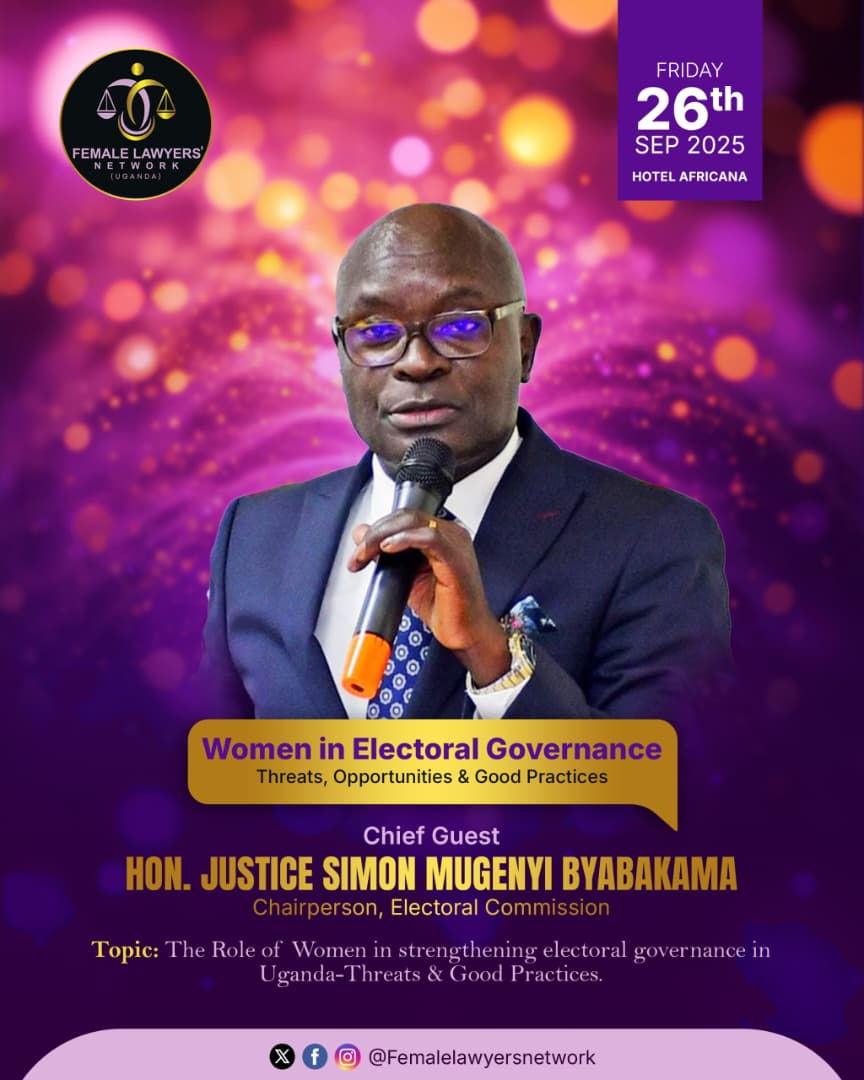 FEMALE LAWYERS'
NETWORK
(UGANDA)
FRIDAY
26th
SEP 2025
HOTEL AFRICANA
Women in Electoral Governance
Threats, Opportunities & Good Practices
Chief Guest
HON. JUSTICE SIMON MUGENYI BYABAKAMA
Chairperson, Electoral Commission
Topic: The Role of Women in strengthening electoral governance in
Uganda-Threats & Good Practices.
@Femalelawyersnetwork